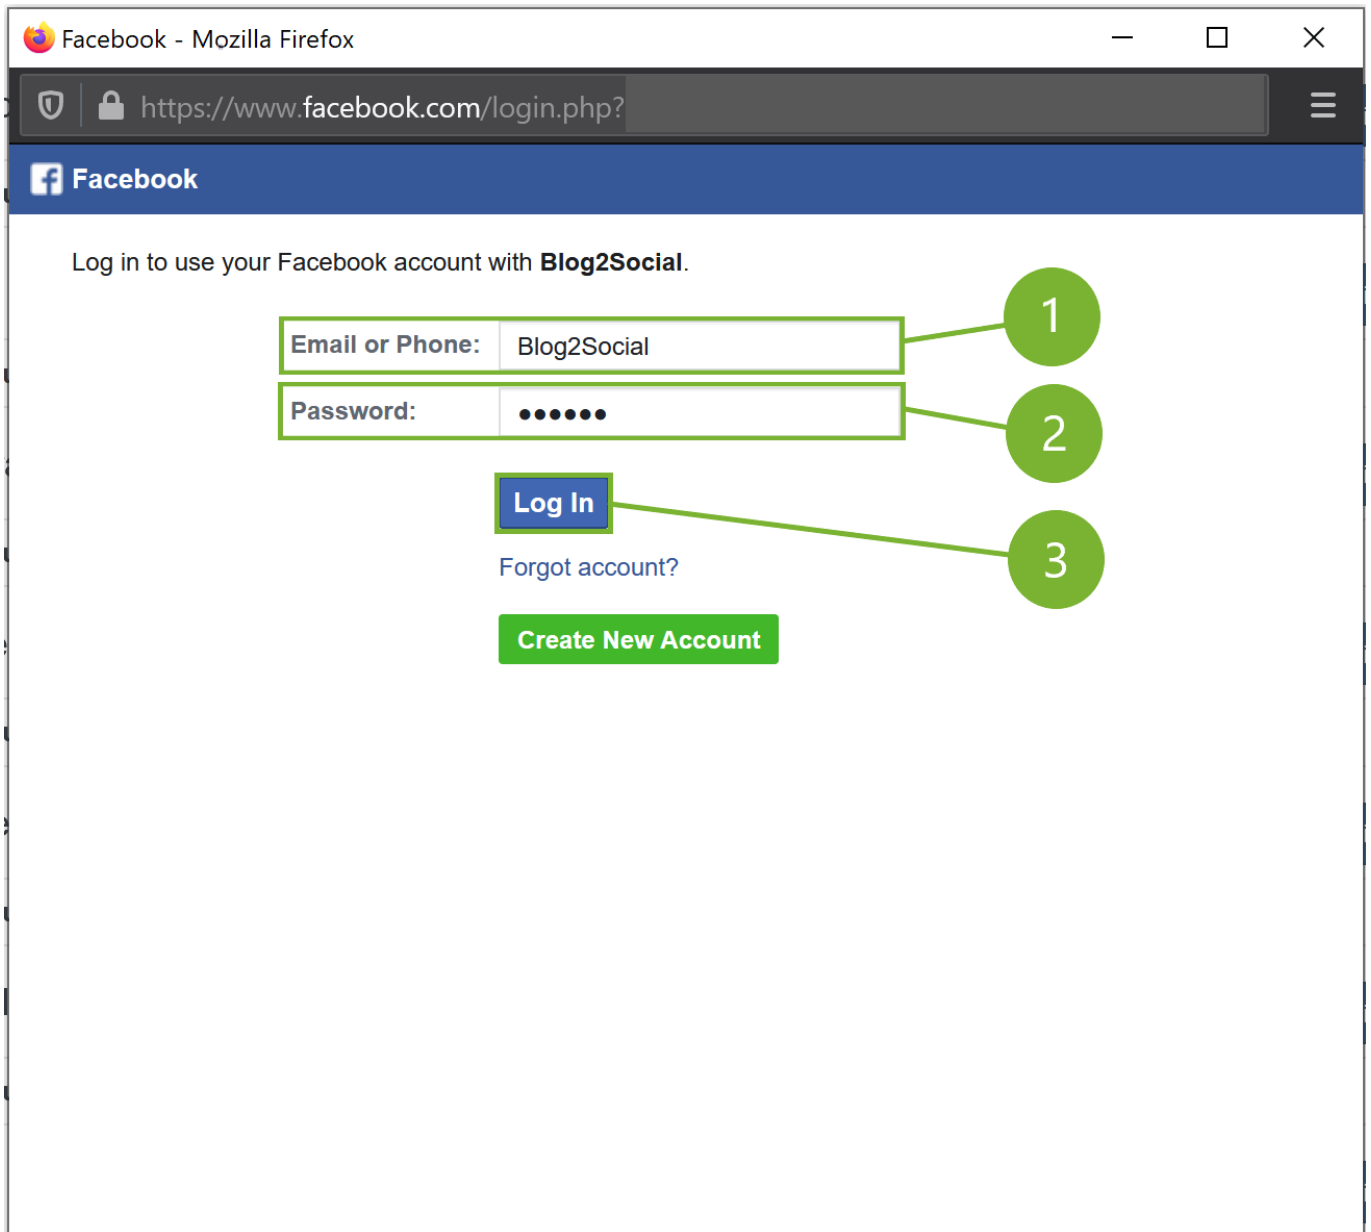 Facebook - Mozilla Firefox
https://www.facebook.com/login.php?
Facebook
Log in to use your Facebook account with Blog2Social.
1
Email or Phone: Blog2Social
Password: ●●●●●●
2
Log In
3
Forgot account?
Create New Account